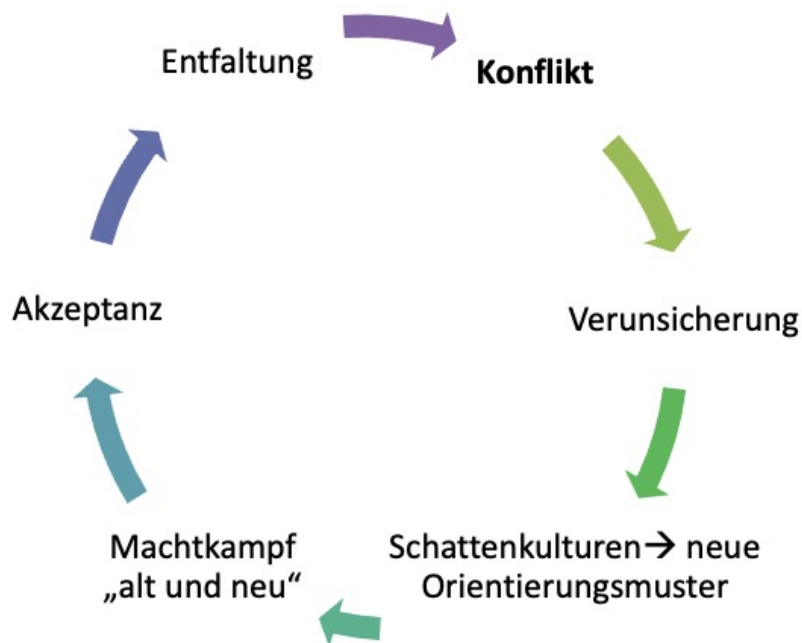 Entfaltung
Konflikt
Verunsicherung
Schattenkulturen→ neue
Orientierungsmuster
Machtkampf
„alt und neu“
Akzeptanz